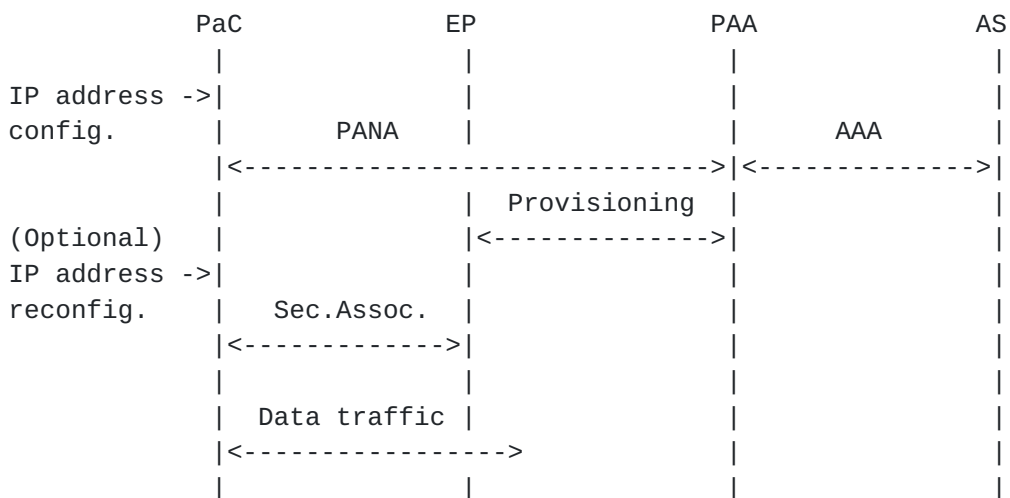 PaC EP PAA AS
IP address ->
config. PANA AAA
Provisioning
(Optional)
IP address ->
reconfig. Sec.Assoc.
Data traffic